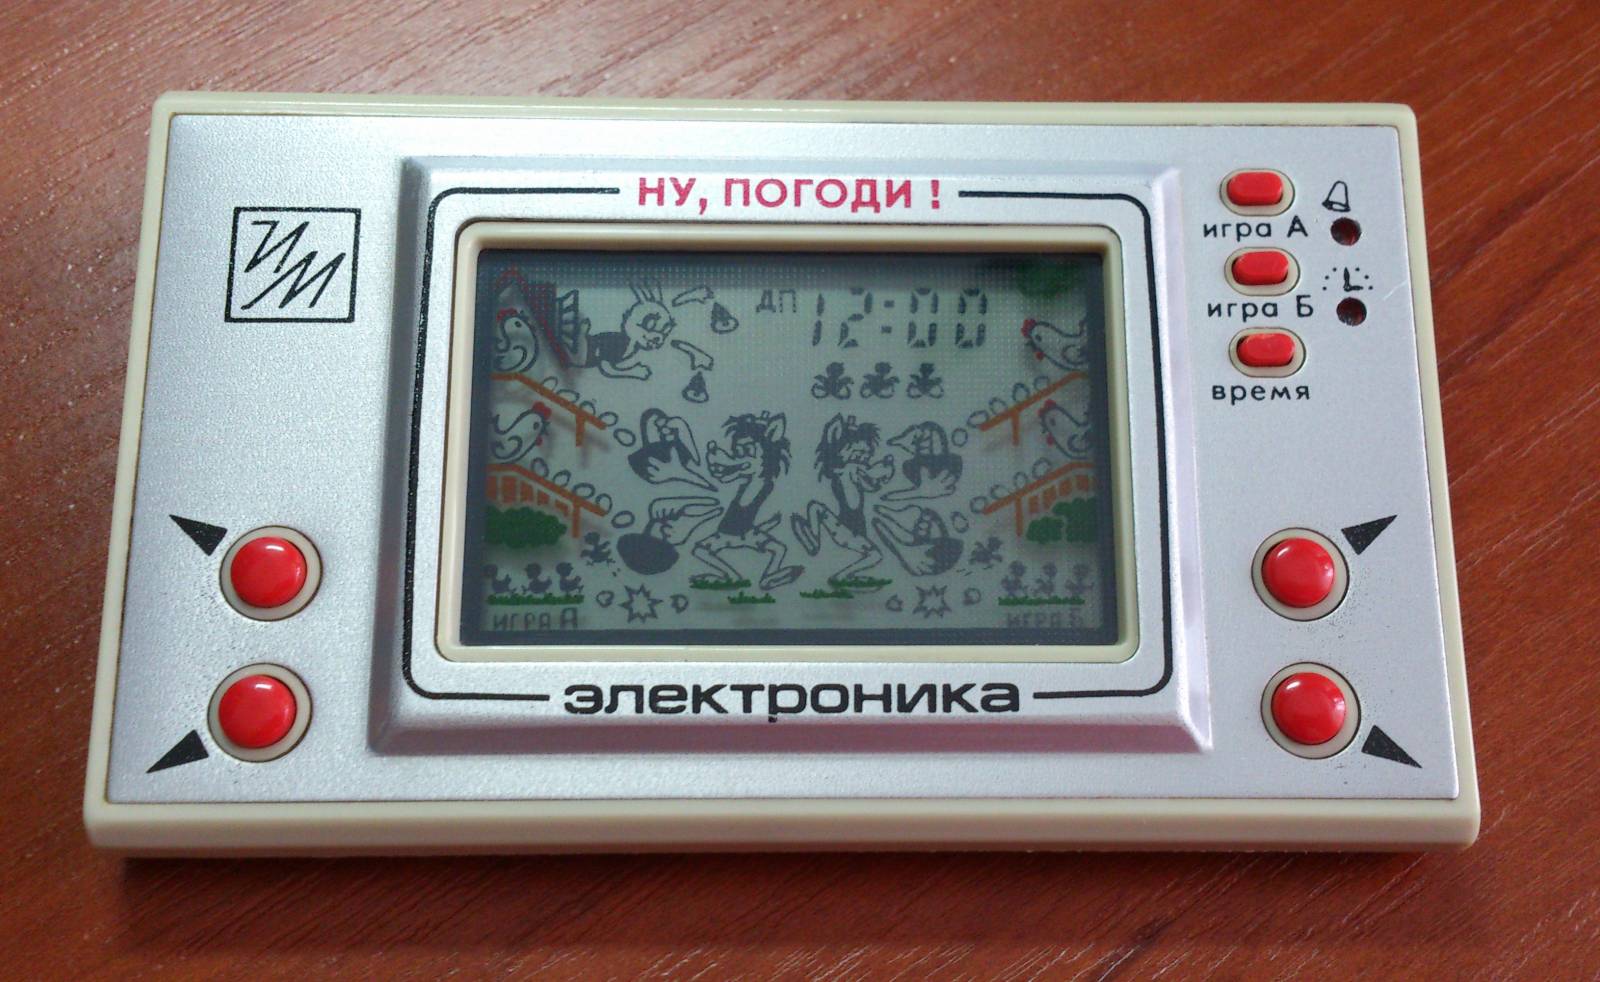 НУ, ПОГОДИ!
ИМ
ДП 12:00
игра А
игра Б
время
ИГРА А
ИГРА Б
электроника